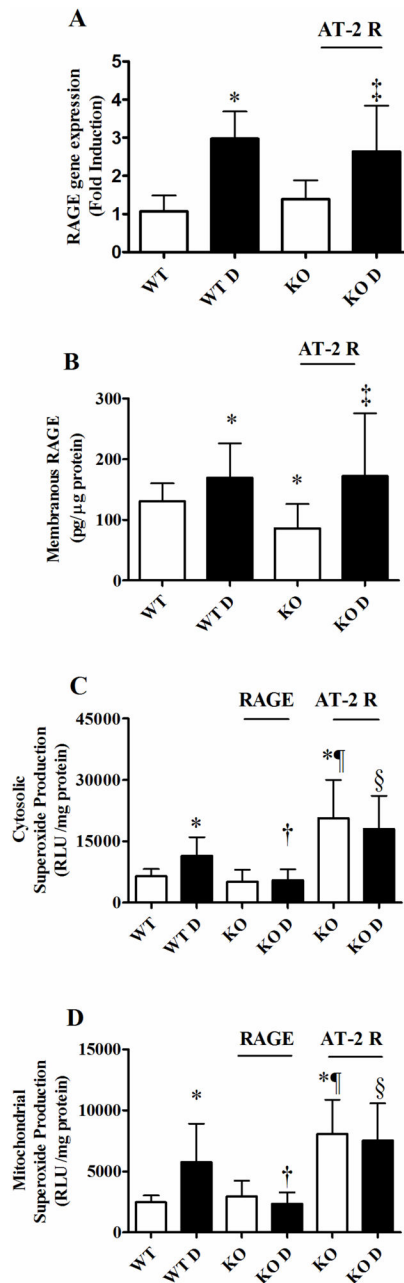 A
AT-2 R
RAGE gene expression
(Fold Induction)
5
4
3
2
1
0
*
‡
WT
WT D
KO
KO D
B
AT-2 R
Membranous RAGE
(pg/µg protein)
300
200
100
0
*
*
‡
WT
WT D
KO
KO D
C
RAGE
AT-2 R
Cytosolic
Superoxide Production
(RLU /mg protein)
45000
30000
15000
0
*
†
*¶
§
WT
WT D
KO
KO D
KO
KO D
D
RAGE
AT-2 R
Mitochondrial
Superoxide Production
(RLU /mg protein)
15000
10000
5000
0
*
†
*¶
§
WT
WT D
KO
KO D
KO
KO D